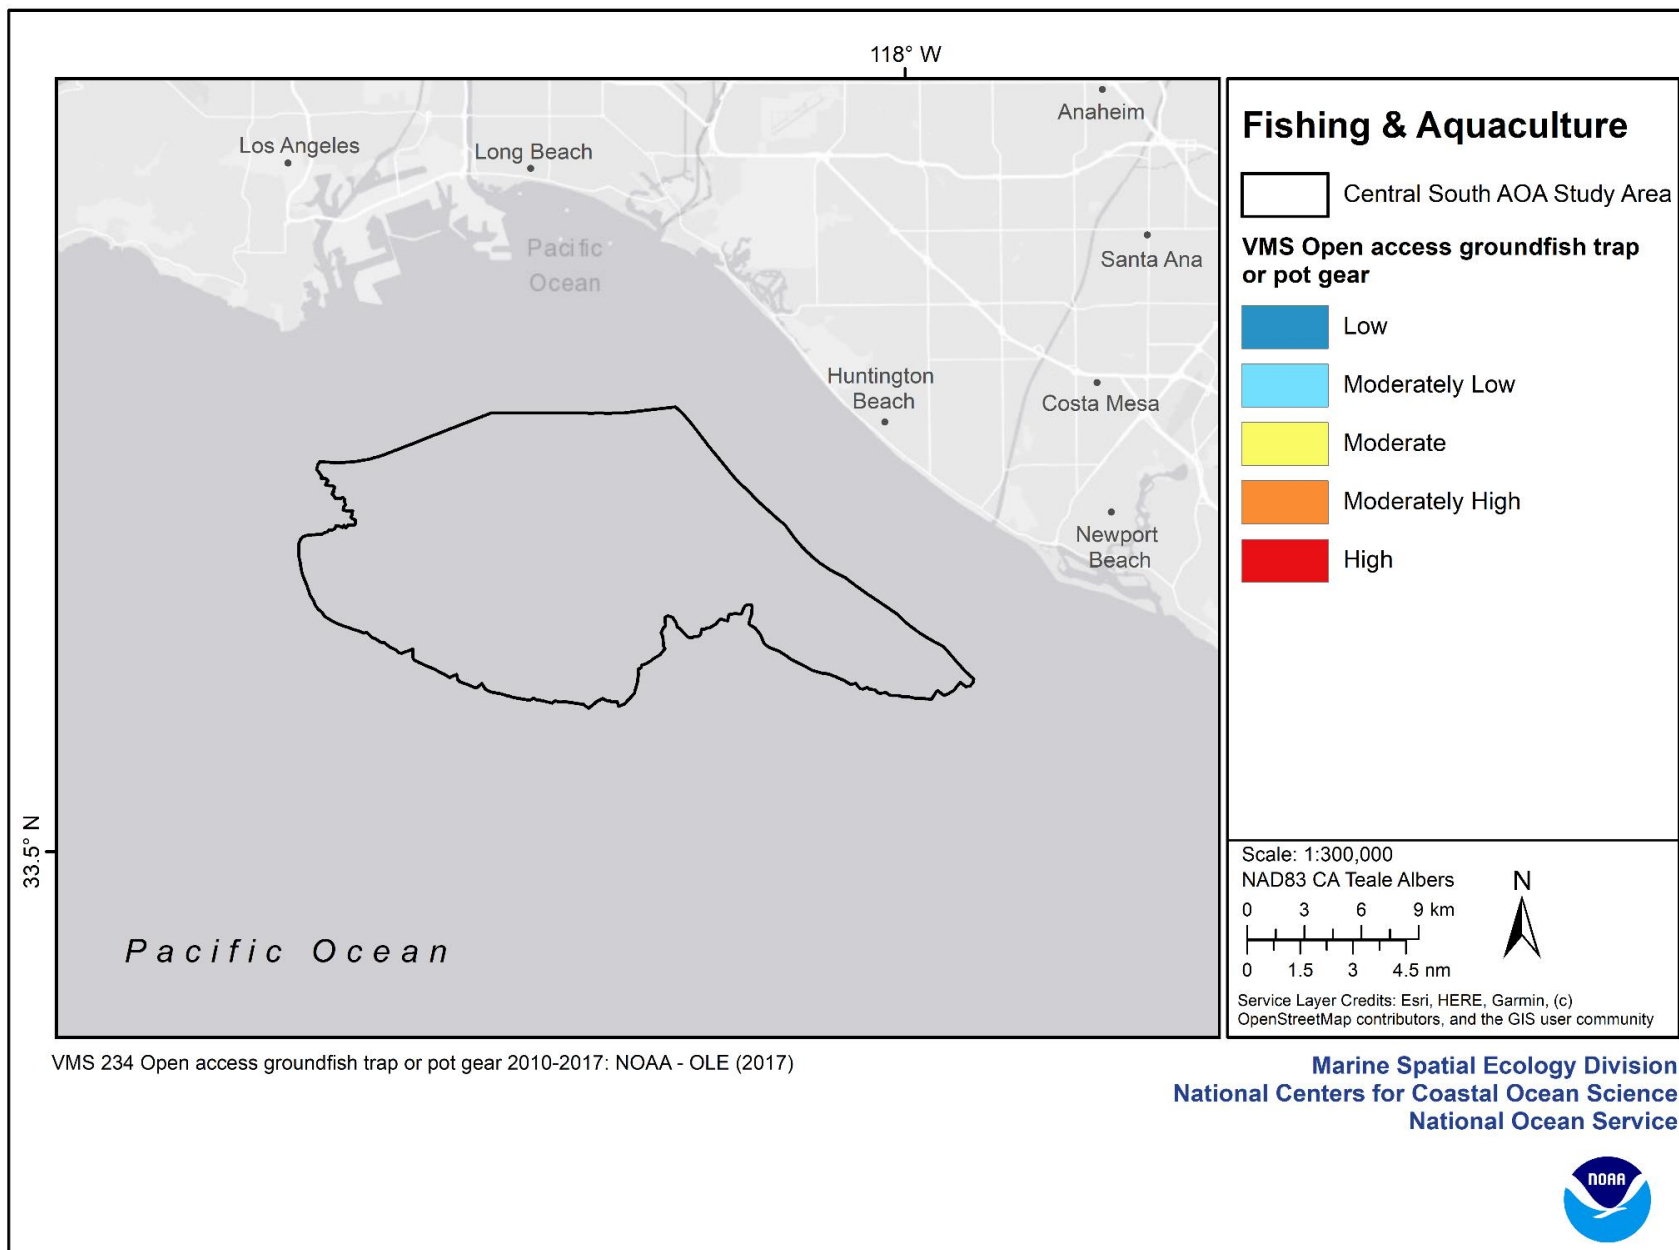 118° W
Anaheim
Los Angeles
Long Beach
Pacific
Ocean
Santa Ana
Huntington
Beach
Costa Mesa
Newport
Beach
33.5° N
Pacific Ocean
Fishing & Aquaculture
Central South AOA Study Area
VMS Open access groundfish trap
or pot gear
Low
Moderately Low
Moderate
Moderately High
High
Scale: 1:300,000
NAD83 CA Teale Albers
N
0 3 6 9 km
0 1.5 3 4.5 nm
Service Layer Credits: Esri, HERE, Garmin, (c)
OpenStreetMap contributors, and the GIS user community
VMS 234 Open access groundfish trap or pot gear 2010-2017: NOAA - OLE (2017)
Marine Spatial Ecology Division
National Centers for Coastal Ocean Science
National Ocean Service
NOAA